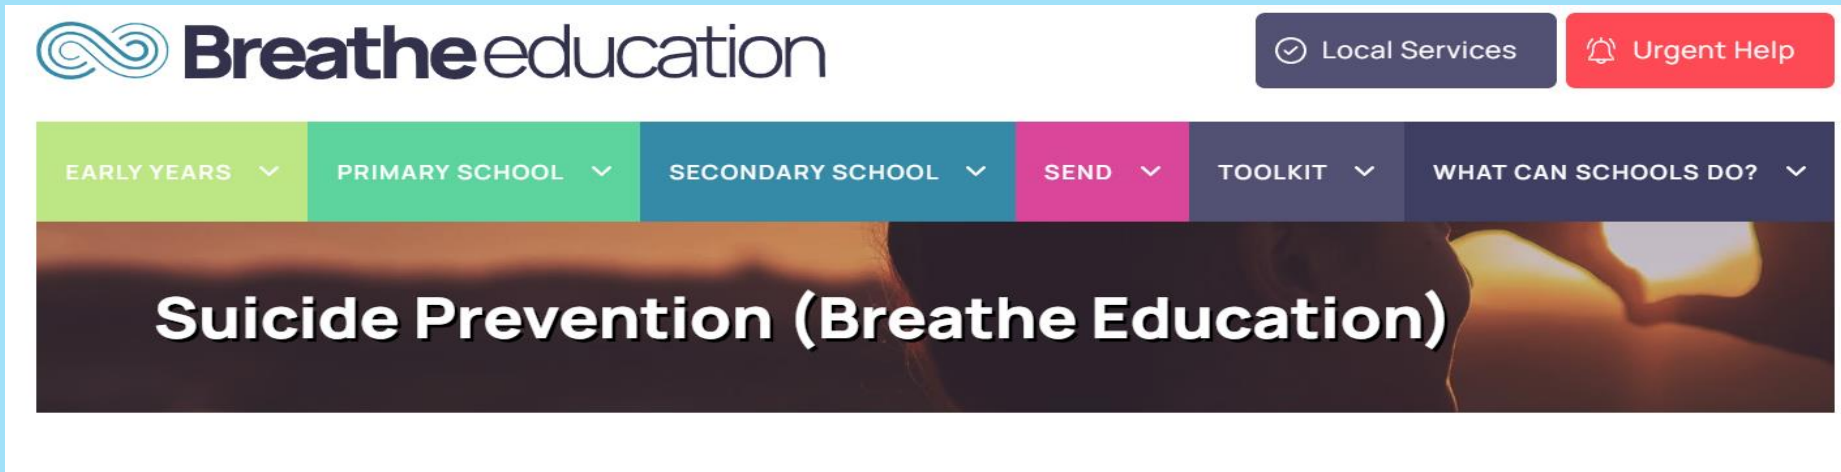 Breathe education
Local Services
Urgent Help
EARLY YEARS
PRIMARY SCHOOL
SECONDARY SCHOOL
SEND
TOOLKIT
WHAT CAN SCHOOLS DO?
Suicide Prevention (Breathe Education)